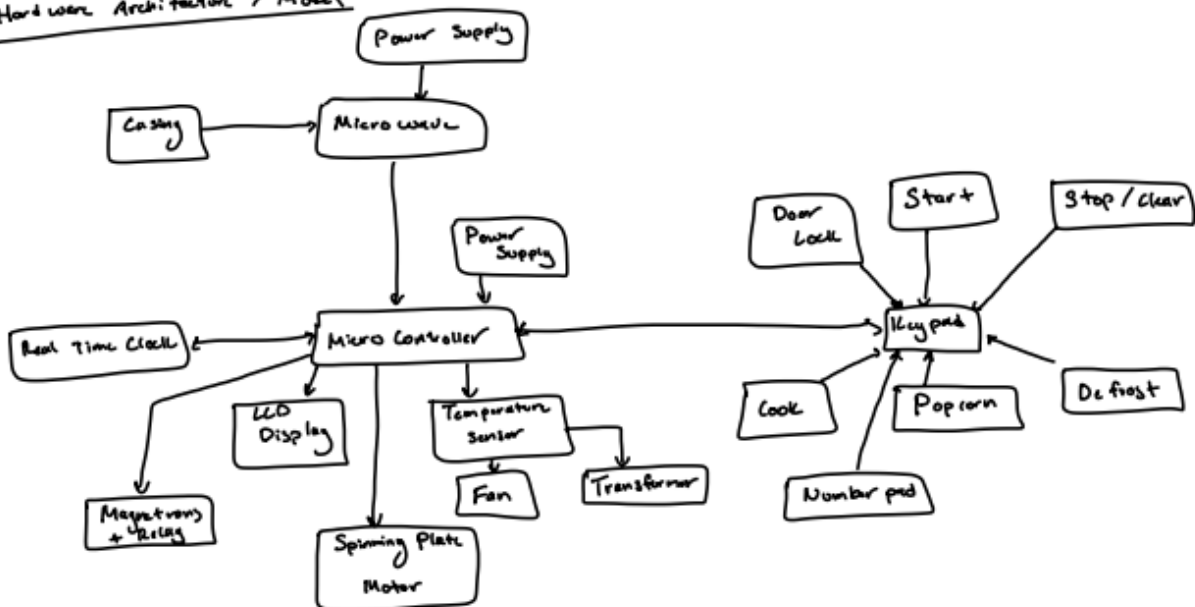 Hardware Architecture / Model
Power Supply
Casing
Microwave
Power
Supply
Door
Lock
Start
Stop / Clear
Real Time Clock
Micro Controller
Keypad
LCD
Display
Temperature
Sensor
Cook
Popcorn
Defrost
Fan
Transformer
Number pad
Magnetrons
+ Relay
Spinning Plate
Motor